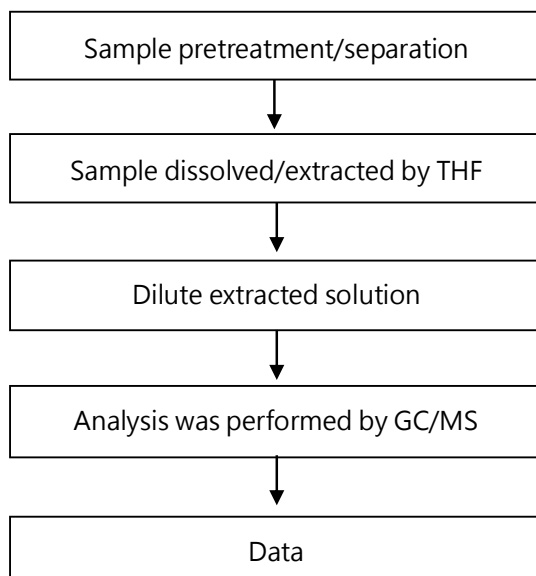 Sample pretreatment/separation
Sample dissolved/extracted by THF
Dilute extracted solution
Analysis was performed by GC/MS
Data